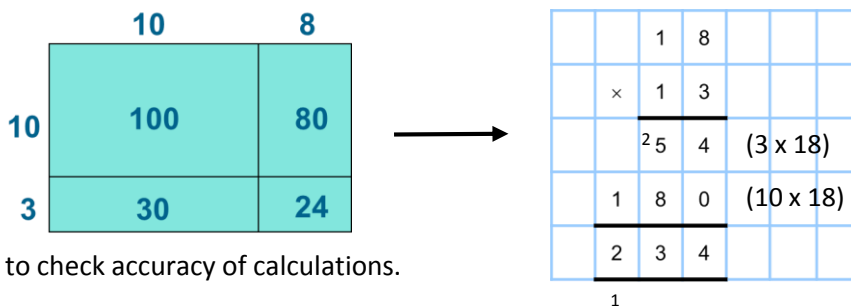 10 8
10 100 80
3 30 24
to check accuracy of calculations.
1 8
× 1 3
2 5 4 (3 x 18)
1 8 0 (10 x 18)
2 3 4
1